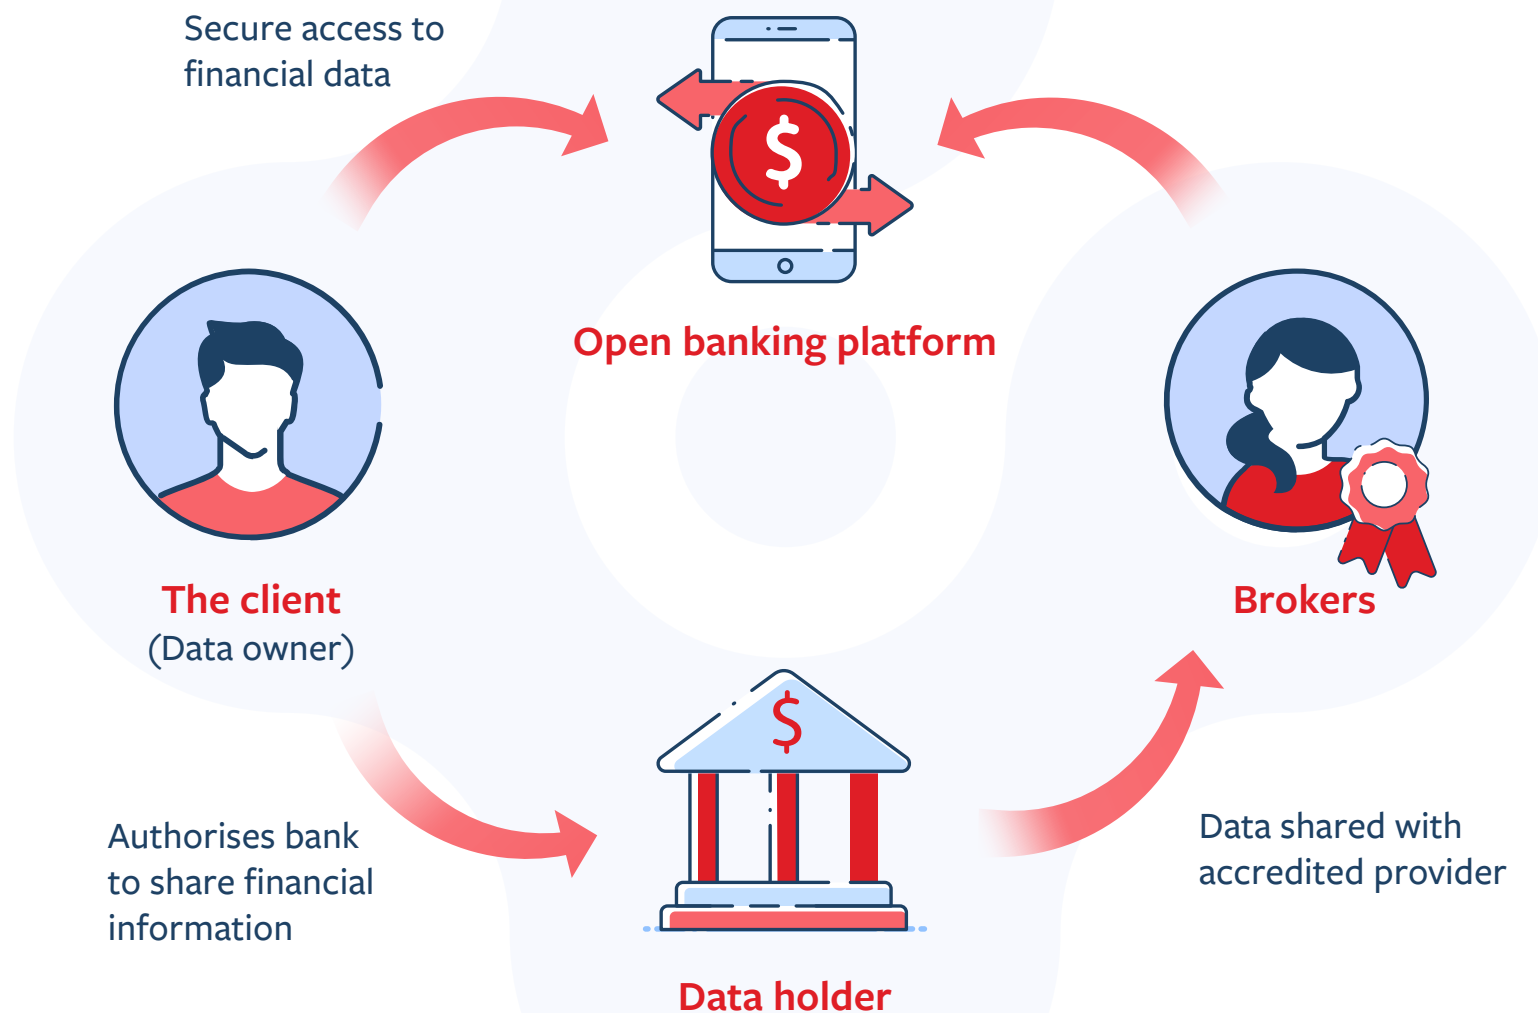 Secure access to
financial data
$
Open banking platform
The client
(Data owner)
Brokers
$
Authorises bank
to share financial
information
Data shared with
accredited provider
Data holder